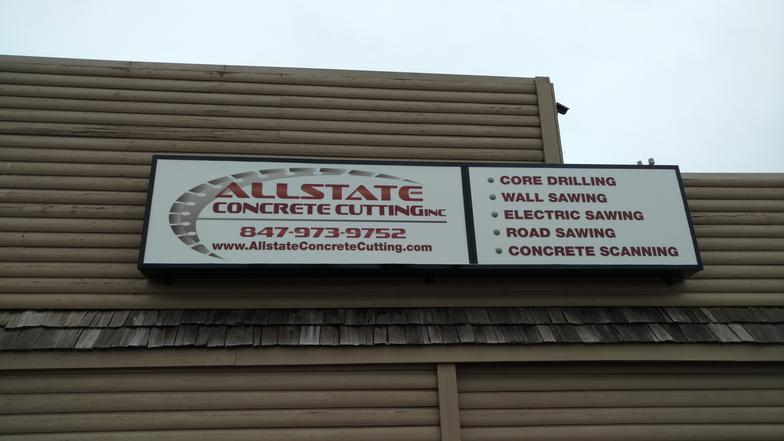 ALLSTATE
CONCRETE CUTTING INC
847-973-9752
www.AllstateConcreteCutting.com
CORE DRILLING
WALL SAWING
ELECTRIC SAWING
ROAD SAWING
CONCRETE SCANNING